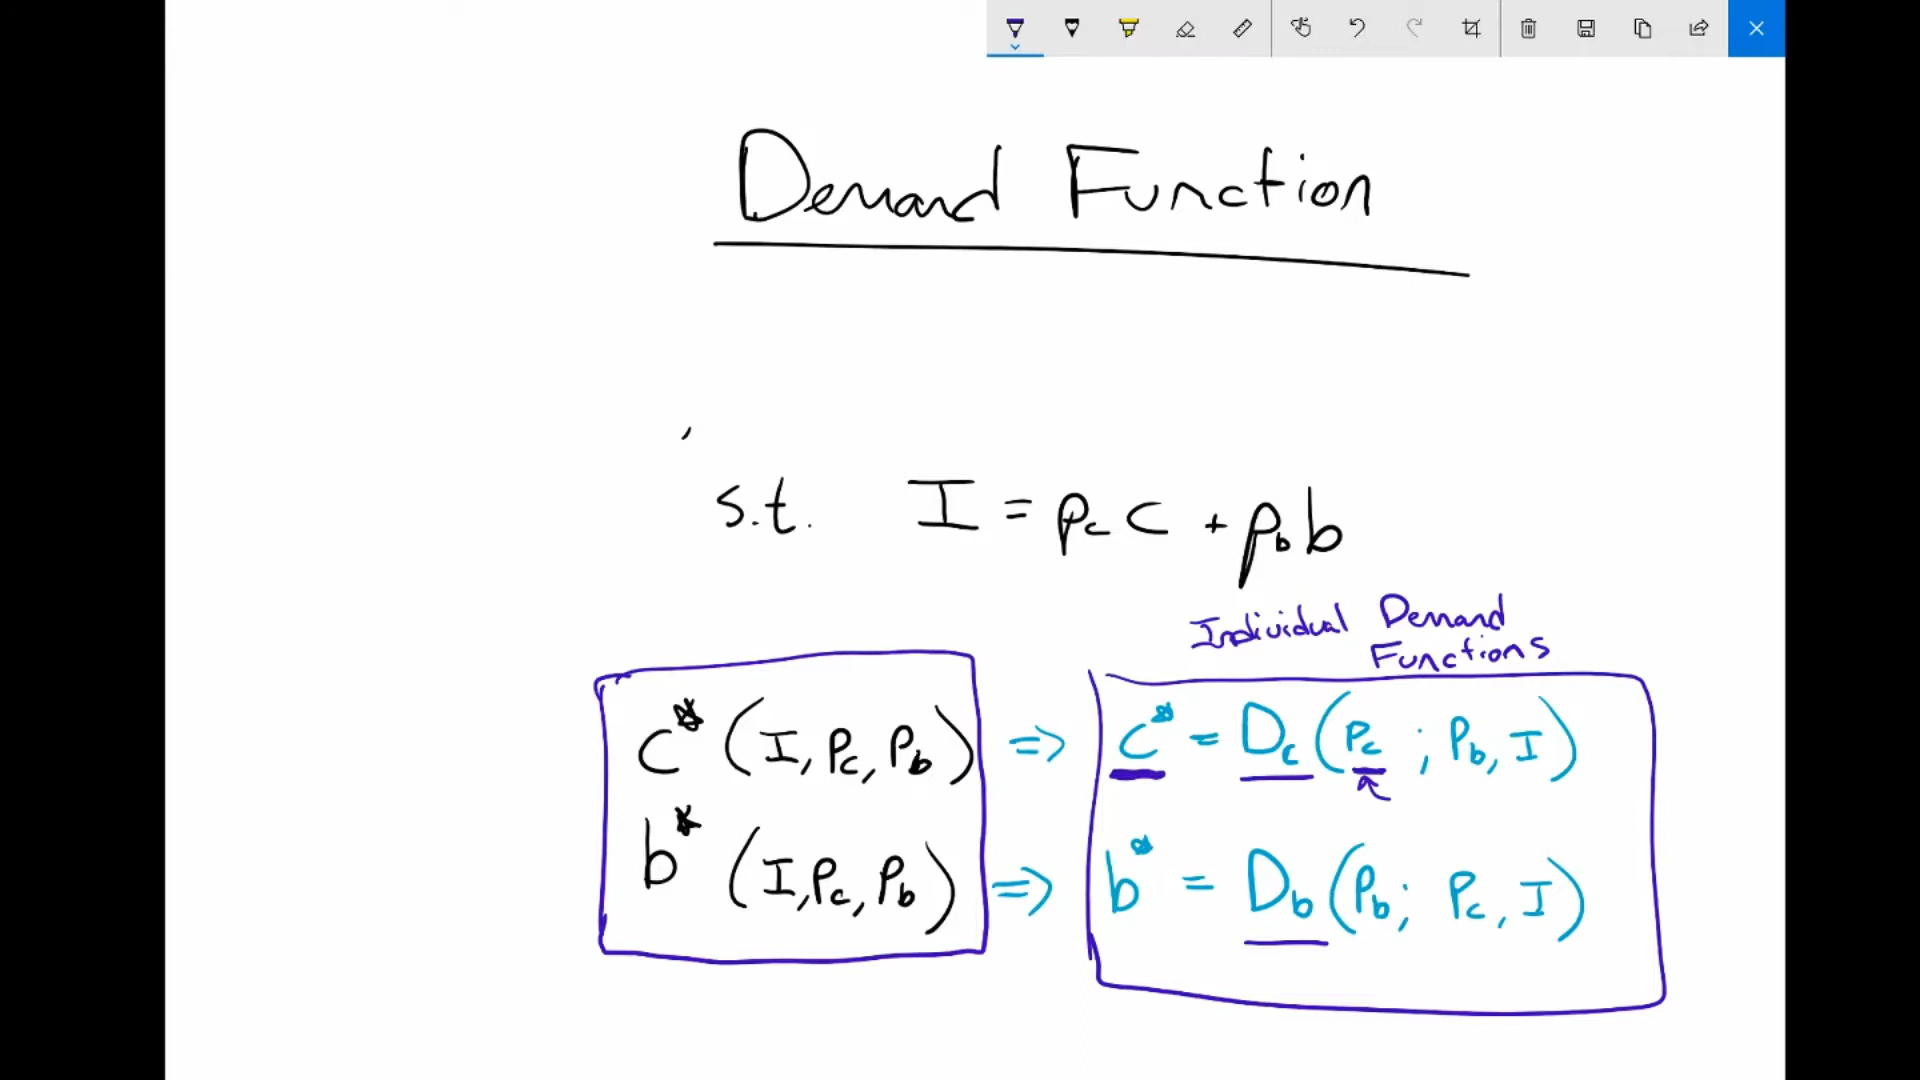 Demand Function
s.t. I = p_c c + p_b b
Individual Demand
Functions
c* (I, p_c, p_b) => c* = D_c (p_c ; p_b, I)
b* (I, p_c, p_b) => b* = D_b (p_b ; p_c, I)